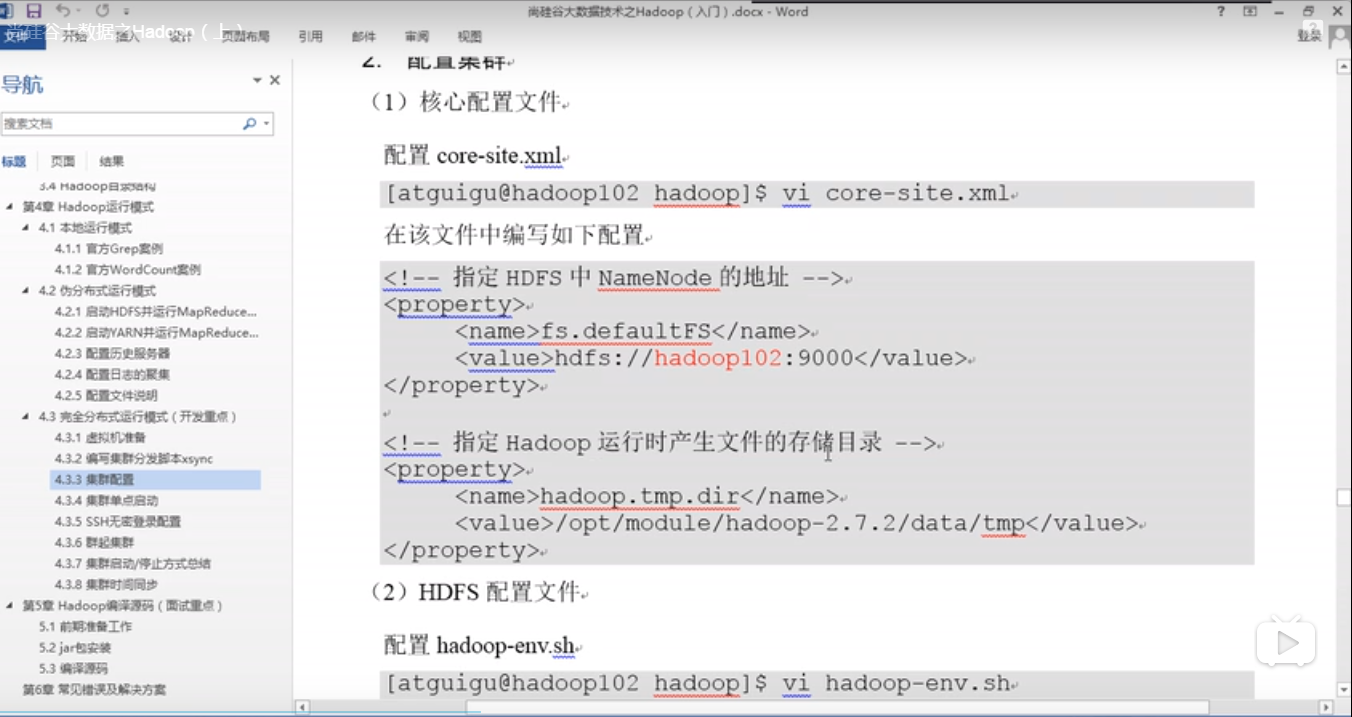 尚硅谷大数据技术之Hadoop（入门）.docx - Word
尚硅谷大数据之Hadoop（上）
文件 开始 插入 设计 页面布局 引用 邮件 审阅 视图
登录
导航
搜索文档
标题 页面 结果
3.4 Hadoop目录结构
第4章 Hadoop运行模式
4.1 本地运行模式
4.1.1 官方Grep案例
4.1.2 官方WordCount案例
4.2 伪分布式运行模式
4.2.1 启动HDFS并运行MapReduce...
4.2.2 启动YARN并运行MapReduce...
4.2.3 配置历史服务器
4.2.4 配置日志的聚集
4.2.5 配置文件说明
4.3 完全分布式运行模式（开发重点）
4.3.1 虚拟机准备
4.3.2 编写集群分发脚本xsync
4.3.3 集群配置
4.3.4 集群单点启动
4.3.5 SSH无密登录配置
4.3.6 群起集群
4.3.7 集群启动/停止方式总结
4.3.8 集群时间同步
第5章 Hadoop编译源码（面试重点）
5.1 前期准备工作
5.2 jar包安装
5.3 编译源码
第6章 常见错误及解决方案
2. 配置集群
（1）核心配置文件
配置 core-site.xml
[atguigu@hadoop102 hadoop]$ vi core-site.xml
在该文件中编写如下配置
<!-- 指定 HDFS 中 NameNode 的地址 -->
<property>
<name>fs.defaultFS</name>
<value>hdfs://hadoop102:9000</value>
</property>
<!-- 指定 Hadoop 运行时产生文件的存储目录 -->
<property>
<name>hadoop.tmp.dir</name>
<value>/opt/module/hadoop-2.7.2/data/tmp</value>
</property>
（2）HDFS 配置文件
配置 hadoop-env.sh
[atguigu@hadoop102 hadoop]$ vi hadoop-env.sh